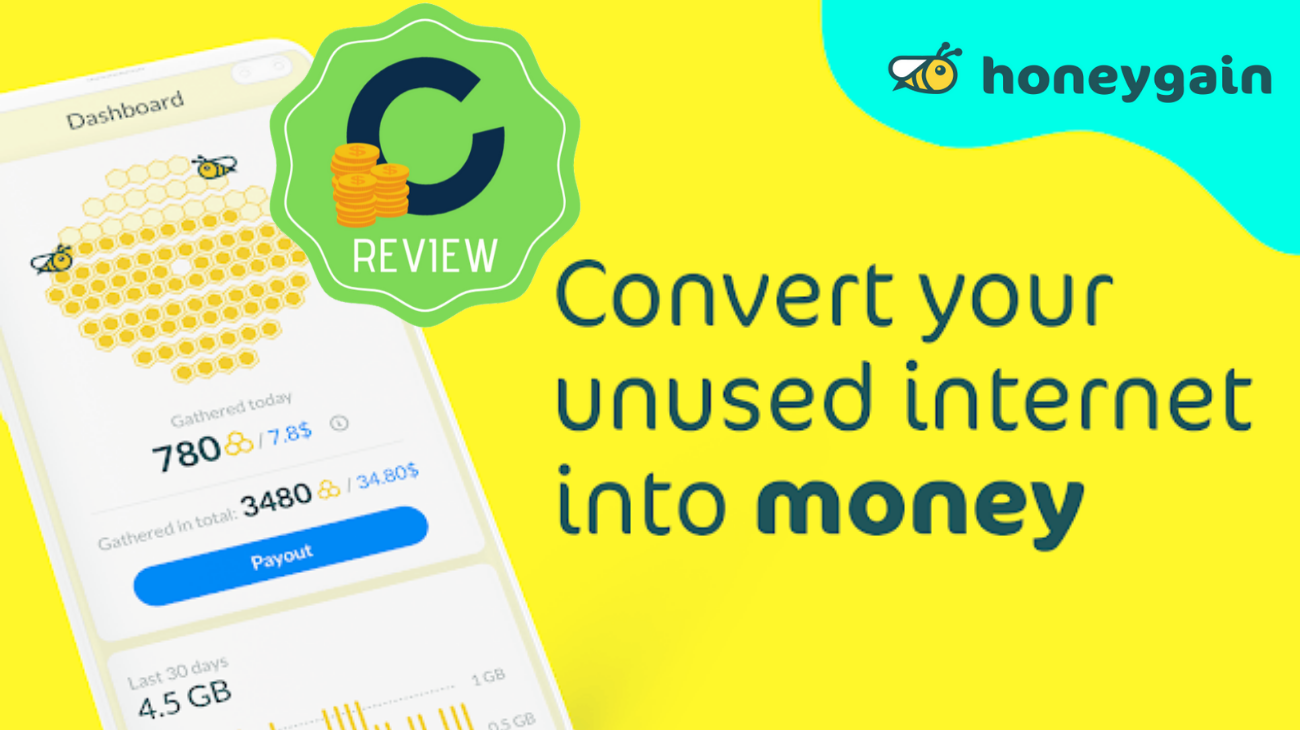 honeygain
Dashboard
REVIEW
Convert your
unused internet
into money
Gathered today
780 / 7.8$
Gathered in total: 3480 / 34.80$
Payout
Last 30 days
4.5 GB
1 GB
0.5 GB